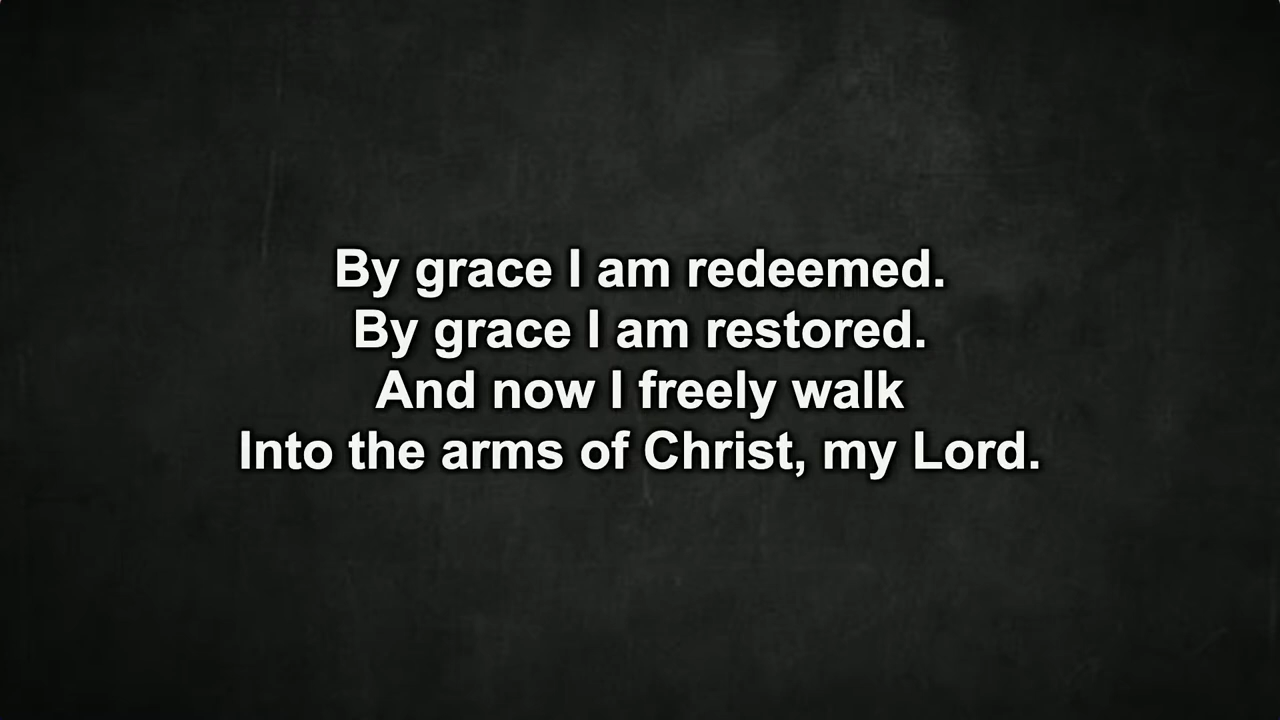 By grace I am redeemed.
By grace I am restored.
And now I freely walk
Into the arms of Christ, my Lord.